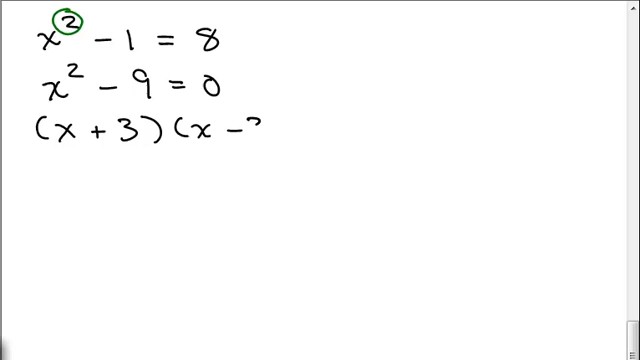 x² - 1 = 8
x² - 9 = 0
(x + 3)(x -